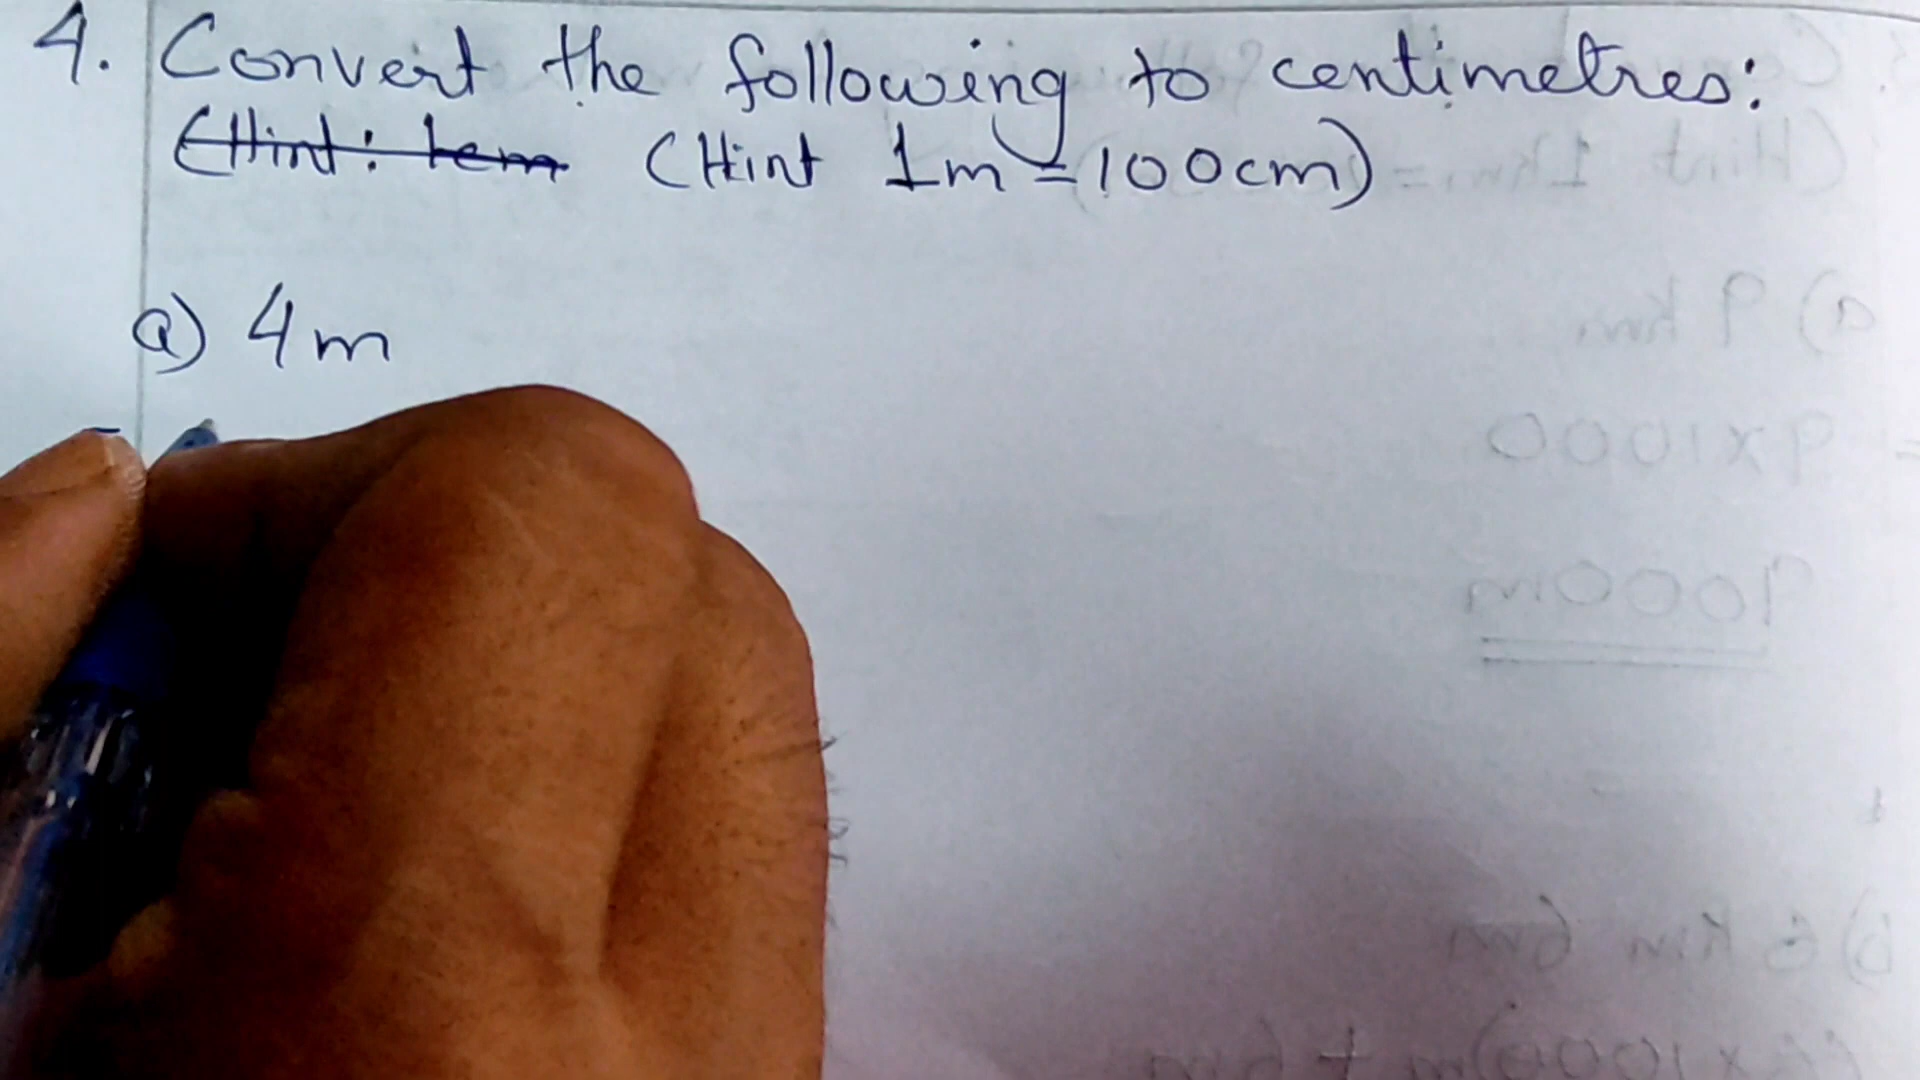 4. Convert the following to centimetres:
(Hint: 1cm (Hint 1m = 100cm)
a) 4m